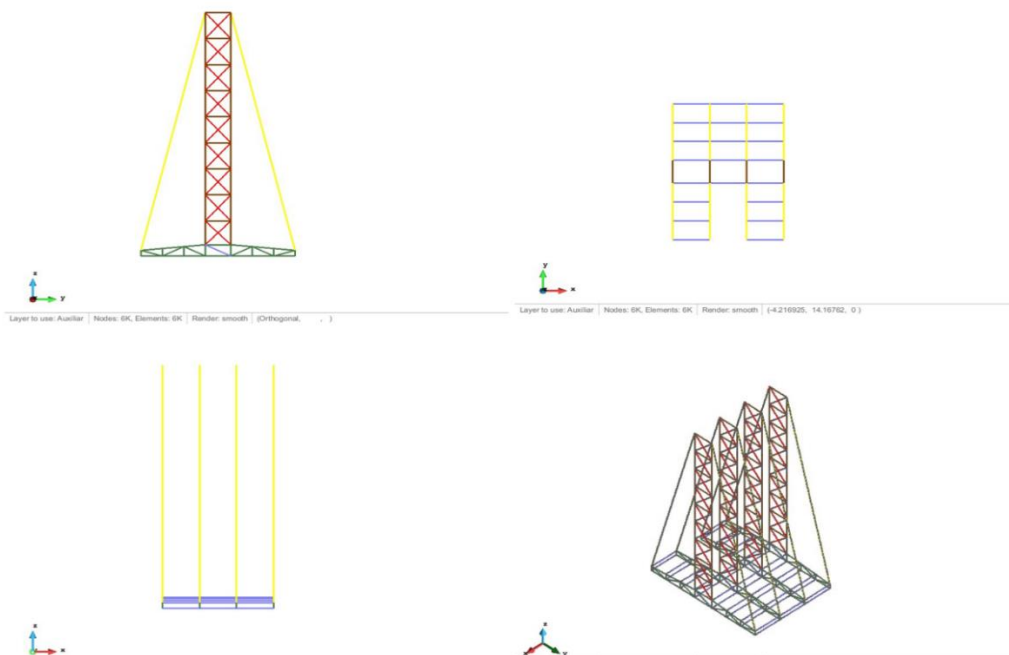 z
y
Layer to use: Auxiliar Nodes: 6K, Elements: 6K Render: smooth (Orthogonal, , )
y
x
Layer to use: Auxiliar Nodes: 6K, Elements: 6K Render: smooth (-4.216925, 14.16762, 0 )
z
x
z
x
y